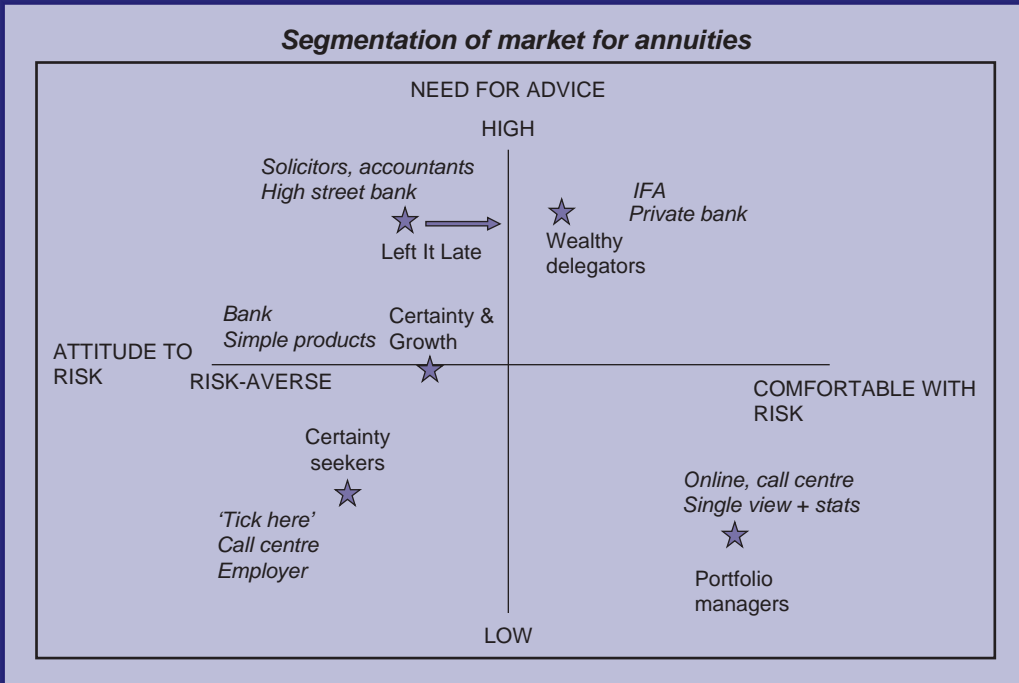 Segmentation of market for annuities
NEED FOR ADVICE
HIGH
Solicitors, accountants
High street bank
Left It Late
IFA
Private bank
Wealthy
delegators
Bank
Simple products
Certainty &
Growth
ATTITUDE TO
RISK
RISK-AVERSE
COMFORTABLE WITH
RISK
Certainty
seekers
‘Tick here’
Call centre
Employer
Online, call centre
Single view + stats
Portfolio
managers
LOW